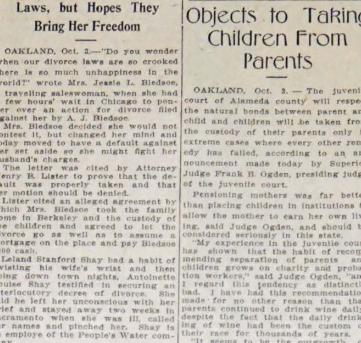 Laws, but Hopes They
Bring Her Freedom
OAKLAND, Oct. 3.—"Do you wonder
when our divorce laws are so crooked
there is so much unhappiness in the
world?" wrote Mrs. Jessie L. Bledsoe,
traveling saleswoman, when she had
few hours' wait in Chicago to pon-
der over an action for divorce filed
against her by A. J. Bledsoe.
Mrs. Bledsoe decided she would not
contest it, but changed her mind and
today moved to have a default against
her set aside so she might fight her
husband's charges.
The letter was cited by Attorney
Henry B. Lister to prove that the de-
fault was properly taken and that
her motion should be denied.
Lister cited an alleged agreement by
which Mrs. Bledsoe took the family
home in Berkeley and the custody of
the children and agreed to let the
divorce go as well as to assume a
mortgage on the place and pay Bledsoe
cash.
Leland Stanford Shay had a habit of
twisting his wife's wrist and then
going down town nights, Antoinette
Louise Shay testified in securing an
interlocutory decree of divorce. She
said he left her unconscious with her
grief and stayed away two weeks in
Sacramento when she was ill, called
her names and pinched her. Shay is
an employe of the People's Water com-
Objects to Taking
Children From
Parents
OAKLAND, Oct. 3. — The juvenile
court of Alameda county will respect
the natural bonds between parent and
child and children will be taken from
the custody of their parents only in
extreme cases where every other rem-
edy has failed, according to an an-
nouncement made today by Superior
Judge Frank B. Ogden, presiding judge
of the juvenile court.
Pensioning mothers was far better
than placing children in institutions to
allow the mother to earn her own liv-
ing, said Judge Ogden, and should be
considered seriously in this state.
"My experience in the juvenile court
has shown that the habit of recom-
mending separation of parents and
children grows on charity and proba-
tion workers," said Judge Ogden, "and
I regard this tendency as distinctly
bad. I have had this recommendation
made for no other reason than that
parents continued to drink wine daily,
despite the fact that the daily drink-
ing of wine had been the custom of
their race for thousands of years.
"It seems to be the outgrowth